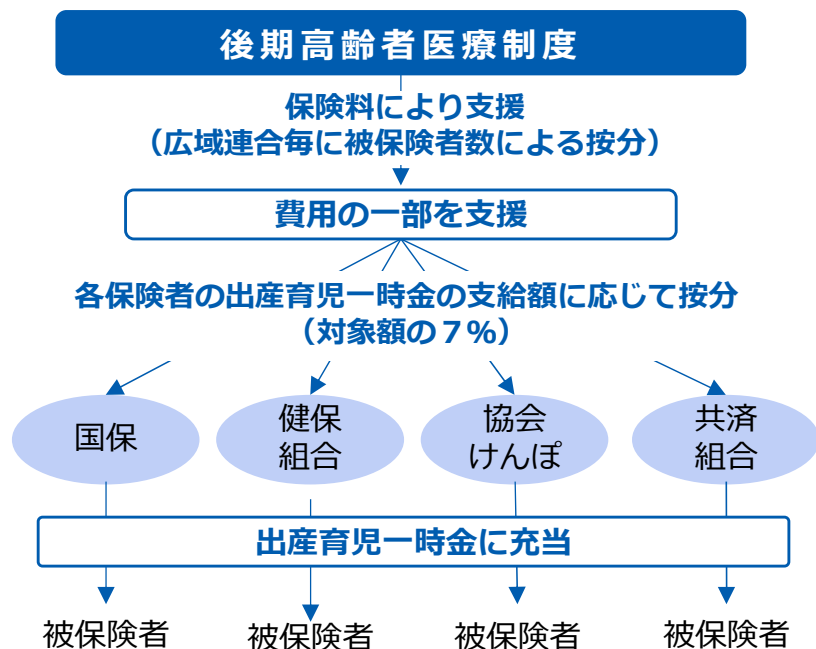 後期高齢者医療制度
保険料により支援
（広域連合毎に被保険者数による按分）
費用の一部を支援
各保険者の出産育児一時金の支給額に応じて按分
（対象額の７％）
国保
健保
組合
協会
けんぽ
共済
組合
出産育児一時金に充当
被保険者
被保険者
被保険者
被保険者